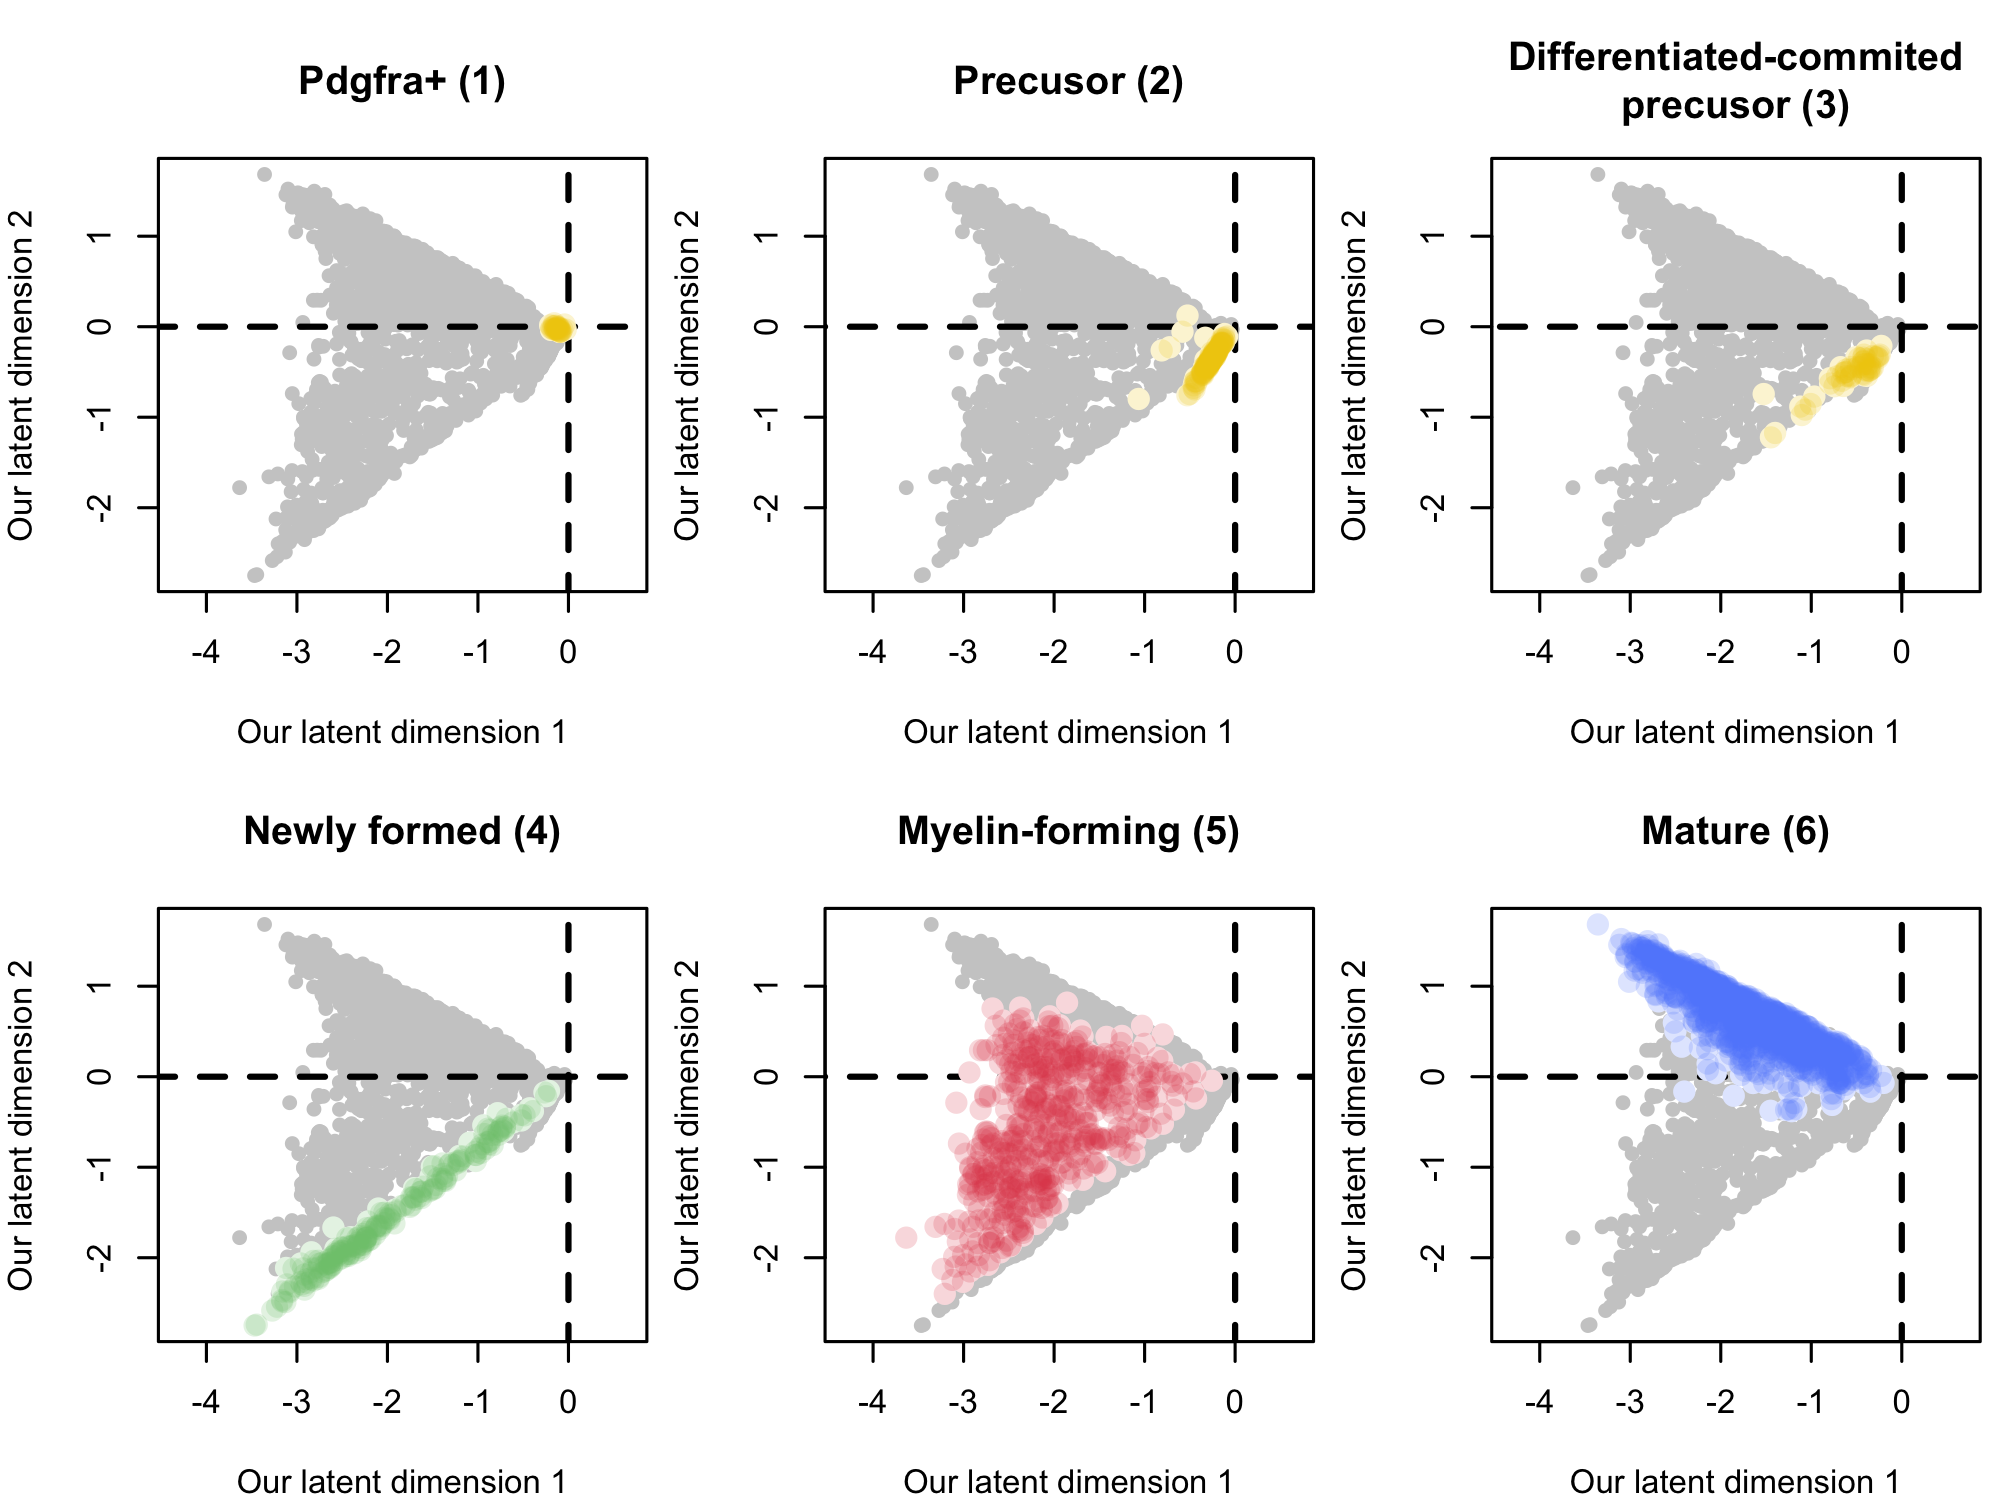 Pdgfra+ (1)
Precusor (2)
Differentiated-commited
precusor (3)
Our latent dimension 2
1
0
-1
-2
-4 -3 -2 -1 0
Our latent dimension 1
Our latent dimension 2
1
0
-1
-2
-4 -3 -2 -1 0
Our latent dimension 1
Our latent dimension 2
1
0
-1
-2
-4 -3 -2 -1 0
Our latent dimension 1
Newly formed (4)
Myelin-forming (5)
Mature (6)
Our latent dimension 2
1
0
-1
-2
-4 -3 -2 -1 0
Our latent dimension 1
Our latent dimension 2
1
0
-1
-2
-4 -3 -2 -1 0
Our latent dimension 1
Our latent dimension 2
1
0
-1
-2
-4 -3 -2 -1 0
Our latent dimension 1